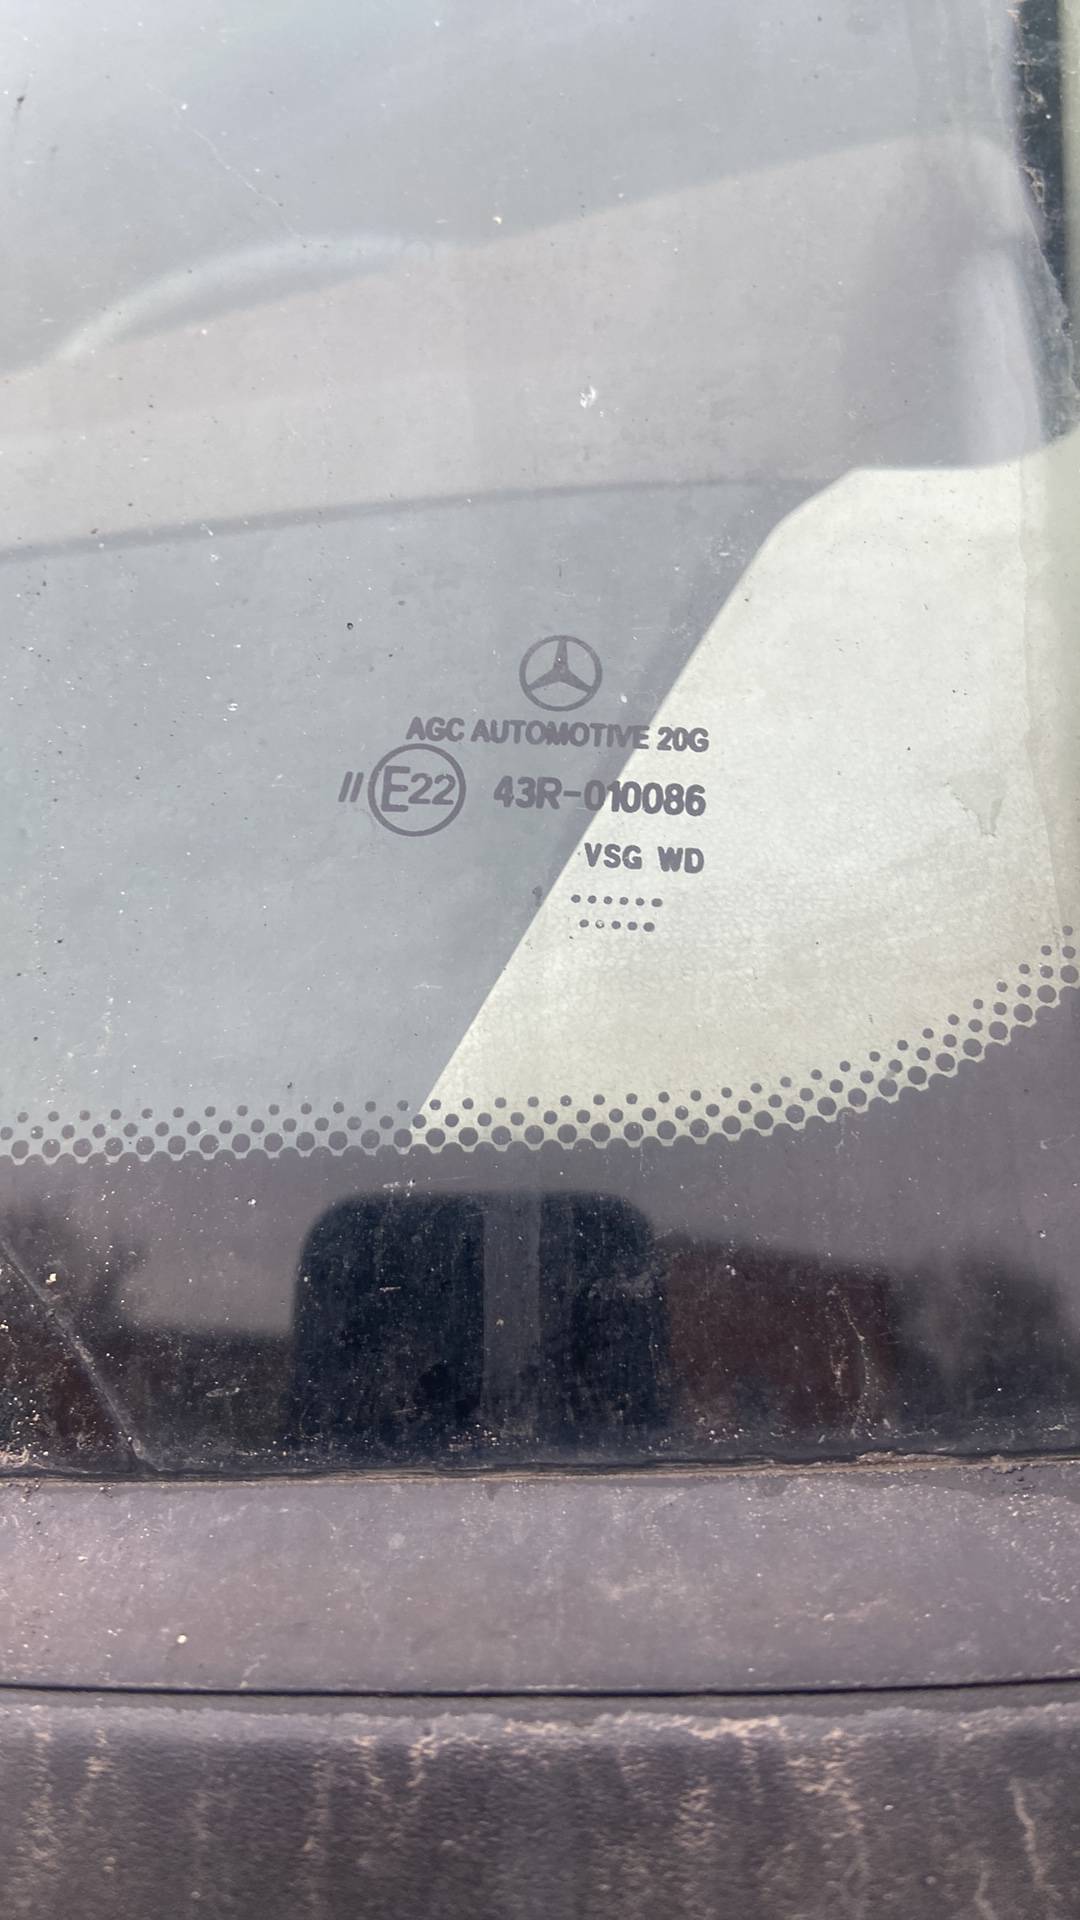 AGC AUTOMOTIVE 20G
II E22 43R-010086
VSG WD